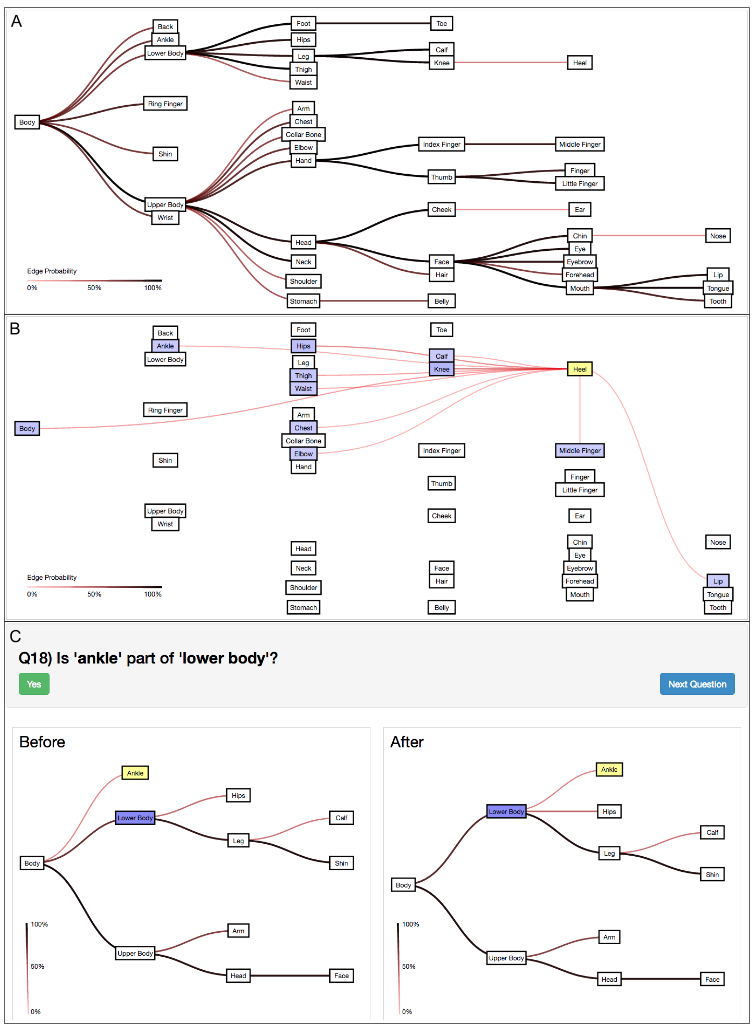 A
Back
Ankle
Lower Body
Foot
Toe
Hips
Leg
Calf
Thigh
Knee
Heel
Waist
Ring Finger
Body
Arm
Chest
Collar Bone
Elbow
Index Finger
Middle Finger
Hand
Shin
Finger
Thumb
Little Finger
Upper Body
Wrist
Cheek
Ear
Chin
Nose
Head
Eye
Neck
Face
Eyebrow
Hair
Forehead
Lip
Shoulder
Mouth
Tongue
Stomach
Belly
Tooth
Edge Probability
0% 50% 100%
B
Back
Foot
Toe
Ankle
Hips
Lower Body
Calf
Leg
Knee
Heel
Thigh
Waist
Ring Finger
Arm
Body
Chest
Collar Bone
Elbow
Index Finger
Middle Finger
Shin
Hand
Finger
Thumb
Little Finger
Upper Body
Cheek
Ear
Wrist
Chin
Nose
Head
Eye
Neck
Face
Eyebrow
Hair
Forehead
Lip
Shoulder
Mouth
Tongue
Stomach
Belly
Tooth
Edge Probability
0% 50% 100%
C
Q18) Is 'ankle' part of 'lower body'?
Yes
Next Question
Before
Ankle
Hips
Lower Body
Calf
Leg
Body
Shin
100%
Arm
Upper Body
50%
Head
Face
0%
After
Ankle
Lower Body
Hips
Calf
Leg
Shin
Body
100%
Arm
Upper Body
50%
Head
Face
0%